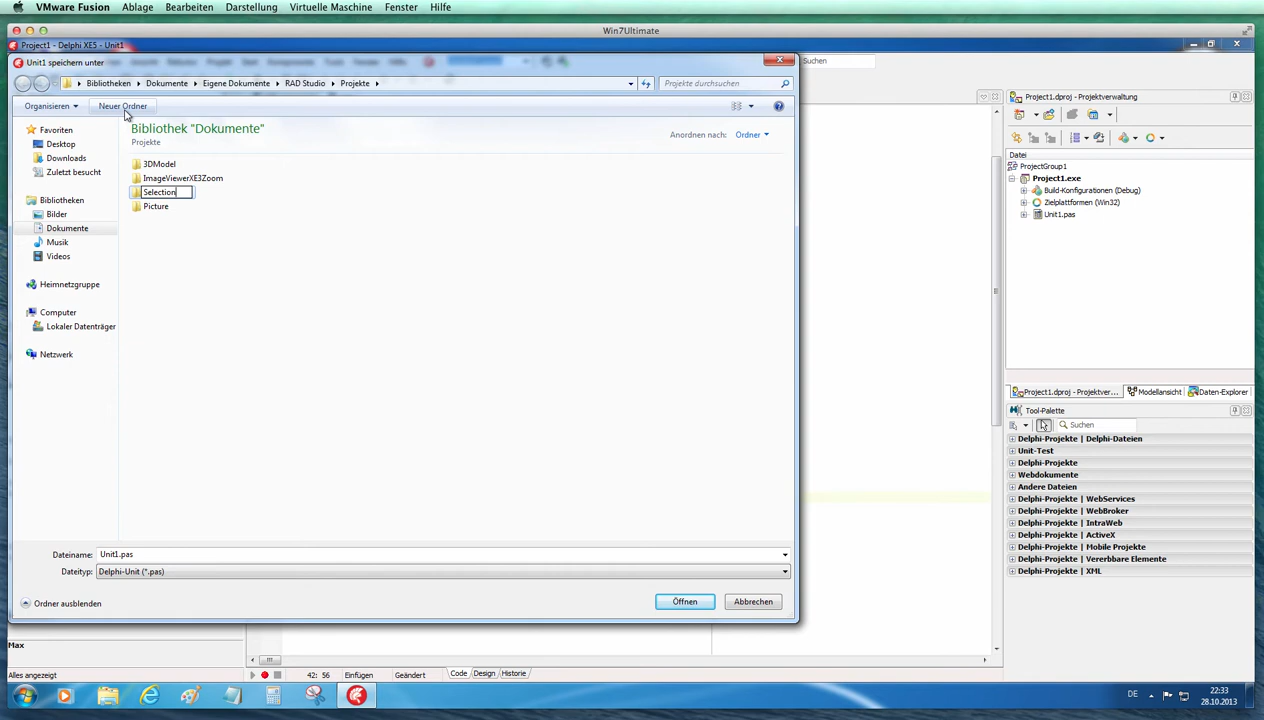 VMware Fusion Ablage Bearbeiten Darstellung Virtuelle Maschine Fenster Hilfe
Win7Ultimate
Project1 - Delphi XE5 - Unit1
Unit1 speichern unter
Suchen
Bibliotheken Dokumente Eigene Dokumente RAD Studio Projekte
Projekte durchsuchen
Organisieren Neuer Ordner
Bibliothek "Dokumente"
Projekte
Anordnen nach: Ordner
Favoriten
Desktop
Downloads
Zuletzt besucht
Bibliotheken
Bilder
Dokumente
Musik
Videos
Heimnetzgruppe
Computer
Lokaler Datenträger
Netzwerk
3DModel
ImageViewerXE3Zoom
Selection
Picture
Dateiname: Unit1.pas
Dateityp: Delphi-Unit (*.pas)
Ordner ausblenden
Öffnen Abbrechen
Project1.dproj - Projektverwaltung
Datei
ProjectGroup1
Project1.exe
Build-Konfigurationen (Debug)
Zielplattformen (Win32)
Unit1.pas
Project1.dproj - Projektver... Modellansicht Daten-Explorer
Tool-Palette
Suchen
Delphi-Projekte | Delphi-Dateien
Unit-Test
Delphi-Projekte
Webdokumente
Andere Dateien
Delphi-Projekte | WebServices
Delphi-Projekte | WebBroker
Delphi-Projekte | IntraWeb
Delphi-Projekte | ActiveX
Delphi-Projekte | Mobile Projekte
Delphi-Projekte | Vererbbare Elemente
Delphi-Projekte | XML
Max
Alles angezeigt
42: 56 Einfügen Geändert Code Design Historie
DE
22:33
28.10.2013